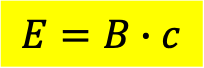 E = B · c